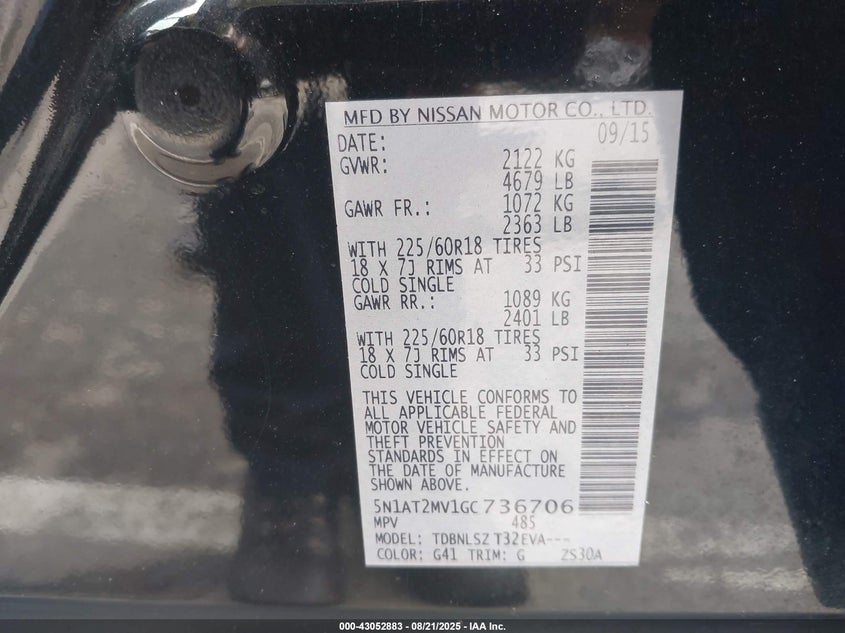 MFD BY NISSAN MOTOR CO., LTD.
DATE: 09/15
GVWR: 2122 KG
4679 LB
GAWR FR.: 1072 KG
2363 LB
WITH 225/60R18 TIRES
18 X 7J RIMS AT 33 PSI
COLD SINGLE
GAWR RR.: 1089 KG
2401 LB
WITH 225/60R18 TIRES
18 X 7J RIMS AT 33 PSI
COLD SINGLE
THIS VEHICLE CONFORMS TO
ALL APPLICABLE FEDERAL
MOTOR VEHICLE SAFETY AND
THEFT PREVENTION
STANDARDS IN EFFECT ON
THE DATE OF MANUFACTURE
SHOWN ABOVE.
5N1AT2MV1GC736706
MPV 485
MODEL: TDBNLSZ T32EVA---
COLOR: G41 TRIM: G ZS30A
000-43052883 - 08/21/2025 - IAA Inc.